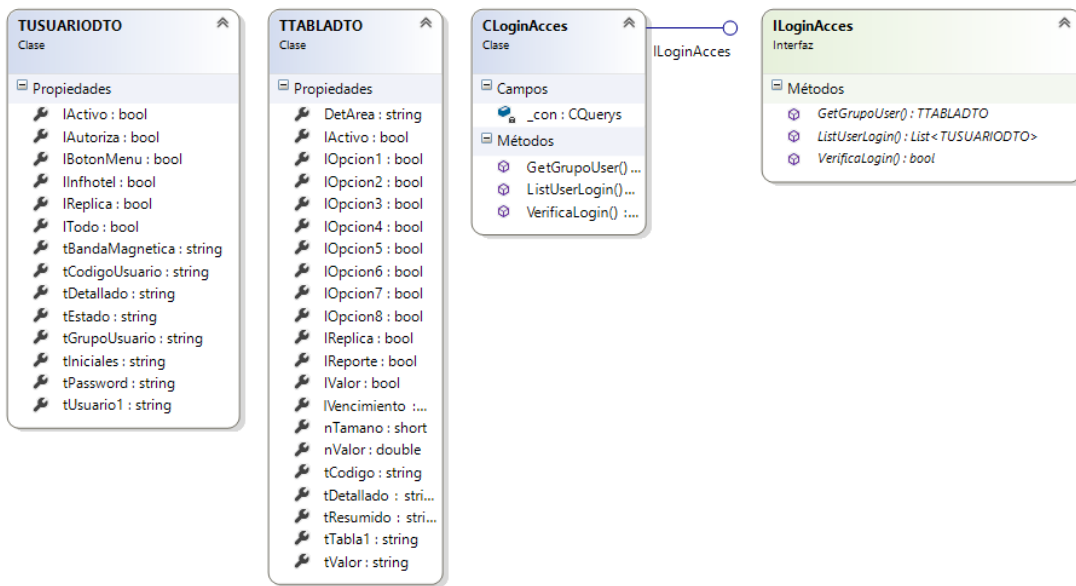 TUSUARIODTO
Clase
Propiedades
lActivo : bool
lAutoriza : bool
lBotonMenu : bool
lInfhotel : bool
lReplica : bool
lTodo : bool
tBandaMagnetica : string
tCodigoUsuario : string
tDetallado : string
tEstado : string
tGrupoUsuario : string
tIniciales : string
tPassword : string
tUsuario1 : string
TTABLADTO
Clase
Propiedades
DetArea : string
lActivo : bool
lOpcion1 : bool
lOpcion2 : bool
lOpcion3 : bool
lOpcion4 : bool
lOpcion5 : bool
lOpcion6 : bool
lOpcion7 : bool
lOpcion8 : bool
lReplica : bool
lReporte : bool
lValor : bool
lVencimiento :...
nTamano : short
nValor : double
tCodigo : string
tDetallado : stri...
tResumido : stri...
tTabla1 : string
tValor : string
CLoginAcces
Clase
Campos
_con : CQuerys
Métodos
GetGrupoUser() ...
ListUserLogin()...
VerificaLogin() :...
ILoginAcces
ILoginAcces
Interfaz
Métodos
GetGrupoUser() : TTABLADTO
ListUserLogin() : List<TUSUARIODTO>
VerificaLogin() : bool